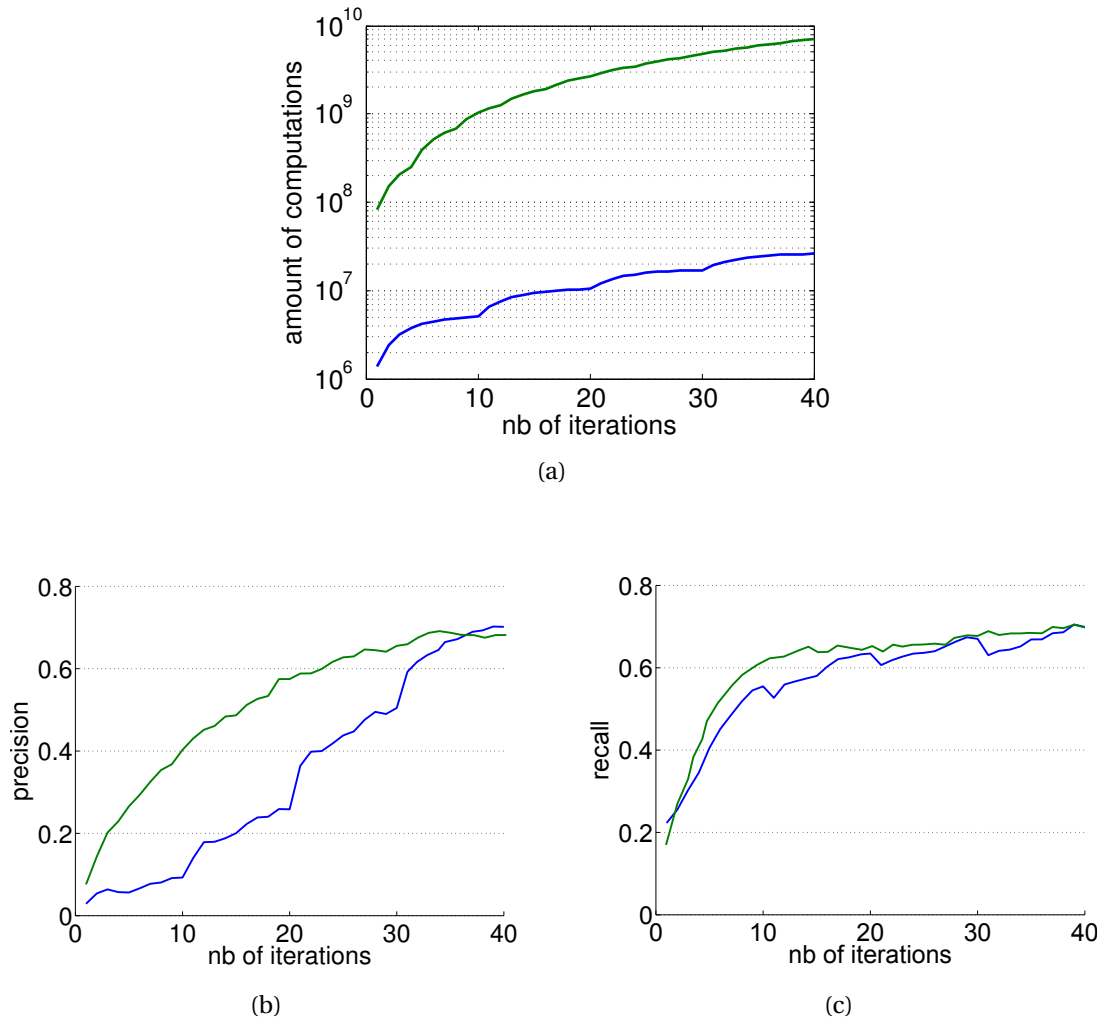 10^10
10^9
10^8
10^7
10^6
amount of computations
0 10 20 30 40
nb of iterations
(a)
0.8
0.6
0.4
0.2
0
precision
0 10 20 30 40
nb of iterations
(b)
0.8
0.6
0.4
0.2
0
recall
0 10 20 30 40
nb of iterations
(c)